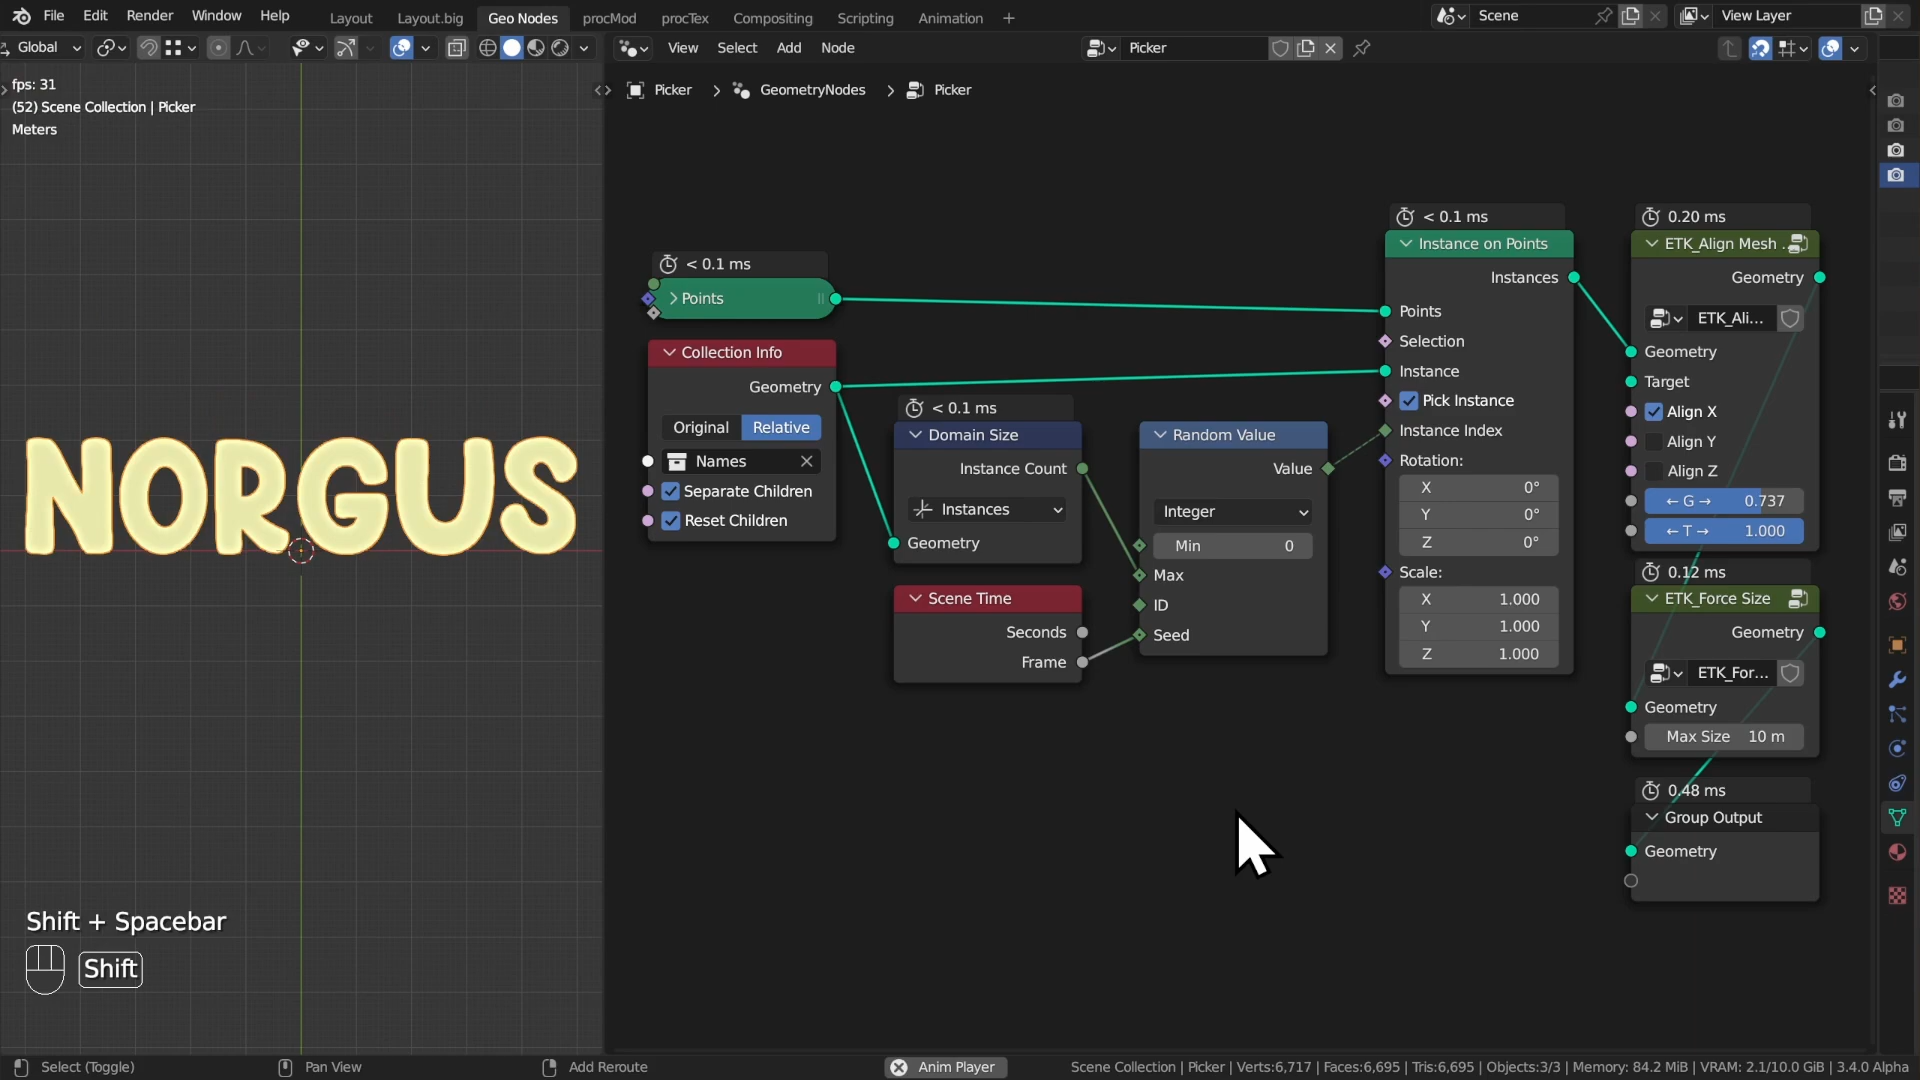 File Edit Render Window Help
Layout Layout.big Geo Nodes procMod procTex Compositing Scripting Animation +
Scene
View Layer
Global
View Select Add Node
Picker
fps: 31
(52) Scene Collection | Picker
Meters
Picker > GeometryNodes > Picker
NORGUS
< 0.1 ms
Points
Collection Info
Geometry
Original Relative
Names
Separate Children
Reset Children
< 0.1 ms
Domain Size
Instance Count
Instances
Geometry
Scene Time
Seconds
Frame
Random Value
Value
Integer
Min 0
Max
ID
Seed
< 0.1 ms
Instance on Points
Instances
Points
Selection
Instance
Pick Instance
Instance Index
Rotation:
X 0°
Y 0°
Z 0°
Scale:
X 1.000
Y 1.000
Z 1.000
0.20 ms
ETK_Align Mesh ..
Geometry
ETK_Ali...
Geometry
Target
Align X
Align Y
Align Z
← G → 0.737
← T → 1.000
0.12 ms
ETK_Force Size
Geometry
ETK_For...
Geometry
Max Size 10 m
0.48 ms
Group Output
Geometry
Shift + Spacebar
Shift
Select (Toggle)
Pan View
Add Reroute
Anim Player
Scene Collection | Picker | Verts:6,717 | Faces:6,695 | Tris:6,695 | Objects:3/3 | Memory: 84.2 MiB | VRAM: 2.1/10.0 GiB | 3.4.0 Alpha